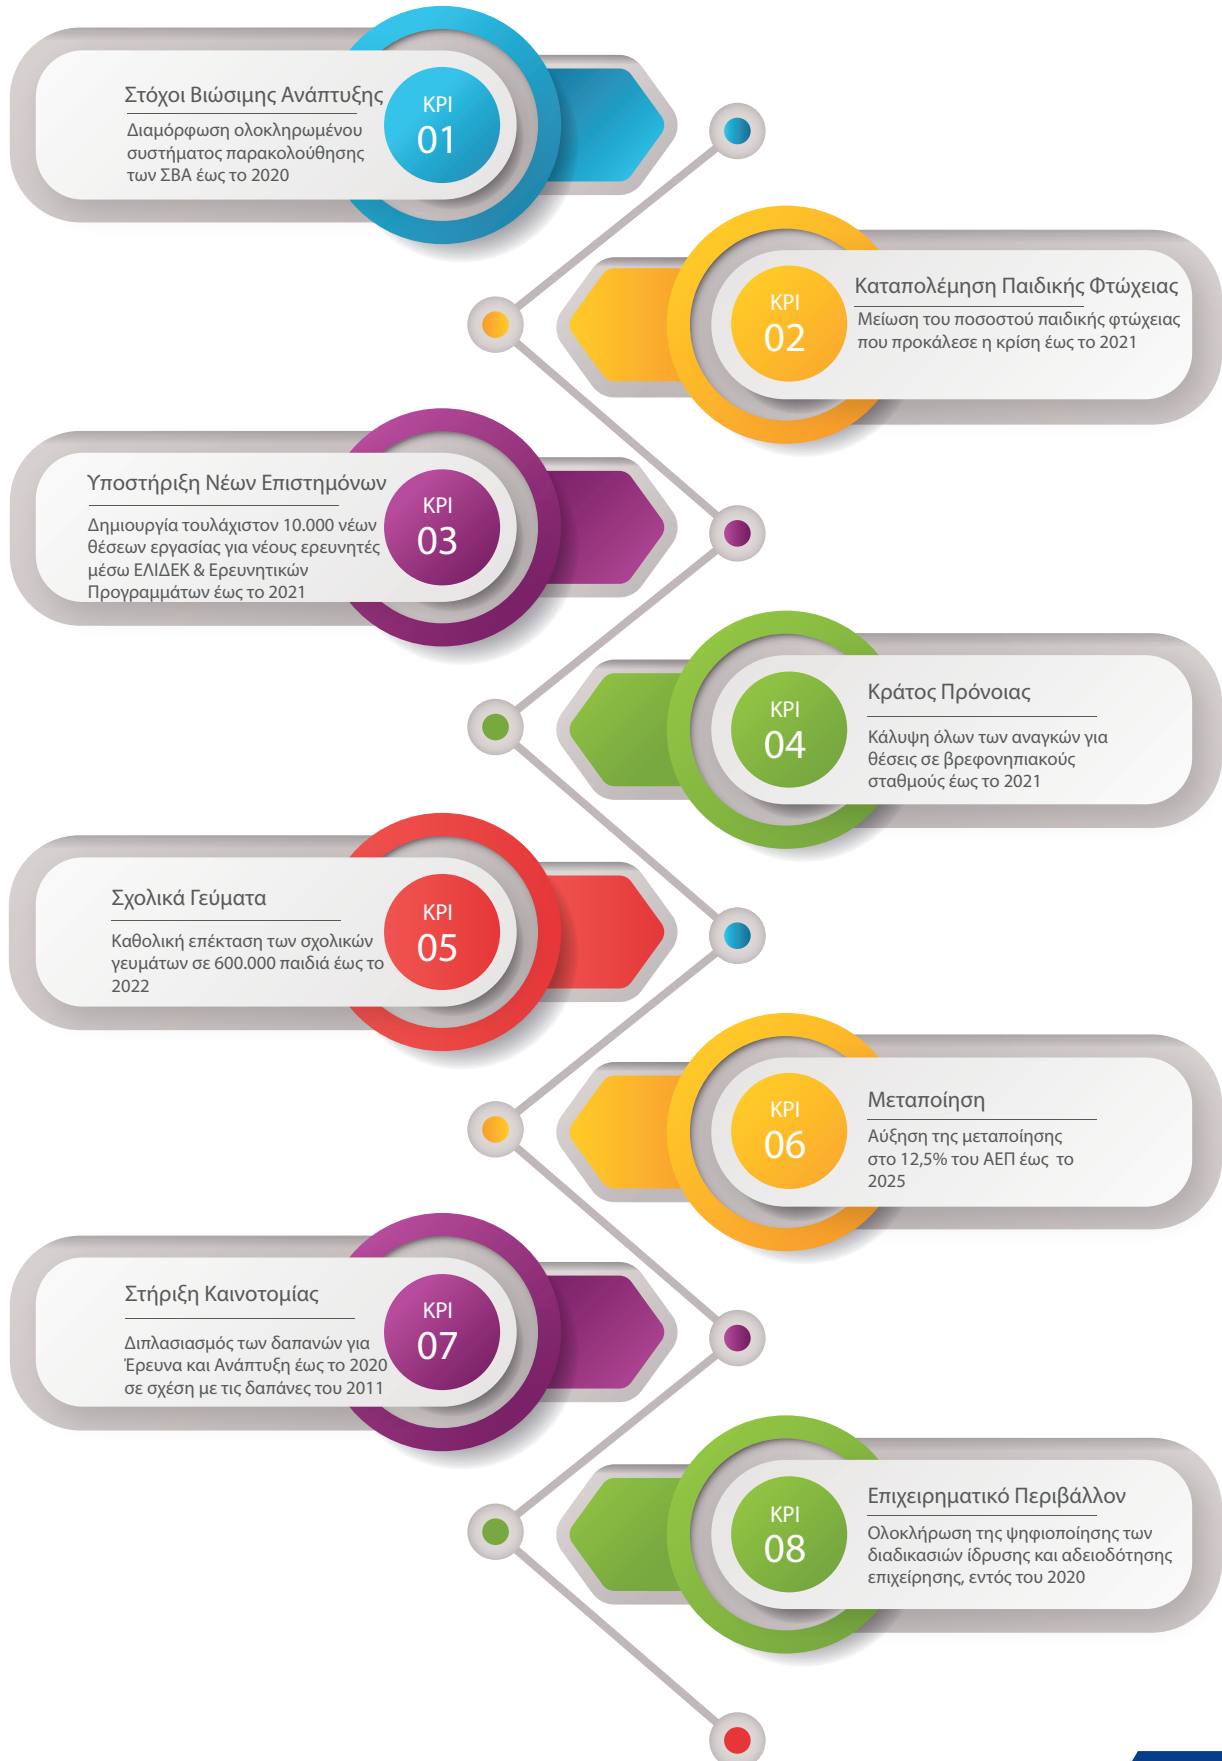 Στόχοι Βιώσιμης Ανάπτυξης
Διαμόρφωση ολοκληρωμένου
συστήματος παρακολούθησης
των ΣΒΑ έως το 2020
KPI
01
KPI
02
Καταπολέμηση Παιδικής Φτώχειας
Μείωση του ποσοστού παιδικής φτώχειας
που προκάλεσε η κρίση έως το 2021
Υποστήριξη Νέων Επιστημόνων
Δημιουργία τουλάχιστον 10.000 νέων
θέσεων εργασίας για νέους ερευνητές
μέσω ΕΛΙΔΕΚ & Ερευνητικών
Προγραμμάτων έως το 2021
KPI
03
KPI
04
Κράτος Πρόνοιας
Κάλυψη όλων των αναγκών για
θέσεις σε βρεφονηπιακούς
σταθμούς έως το 2021
Σχολικά Γεύματα
Καθολική επέκταση των σχολικών
γευμάτων σε 600.000 παιδιά έως το
2022
KPI
05
KPI
06
Μεταποίηση
Αύξηση της μεταποίησης
στο 12,5% του ΑΕΠ έως το
2025
Στήριξη Καινοτομίας
Διπλασιασμός των δαπανών για
Έρευνα και Ανάπτυξη έως το 2020
σε σχέση με τις δαπάνες του 2011
KPI
07
KPI
08
Επιχειρηματικό Περιβάλλον
Ολοκλήρωση της ψηφιοποίησης των
διαδικασιών ίδρυσης και αδειοδότησης
επιχείρησης, εντός του 2020